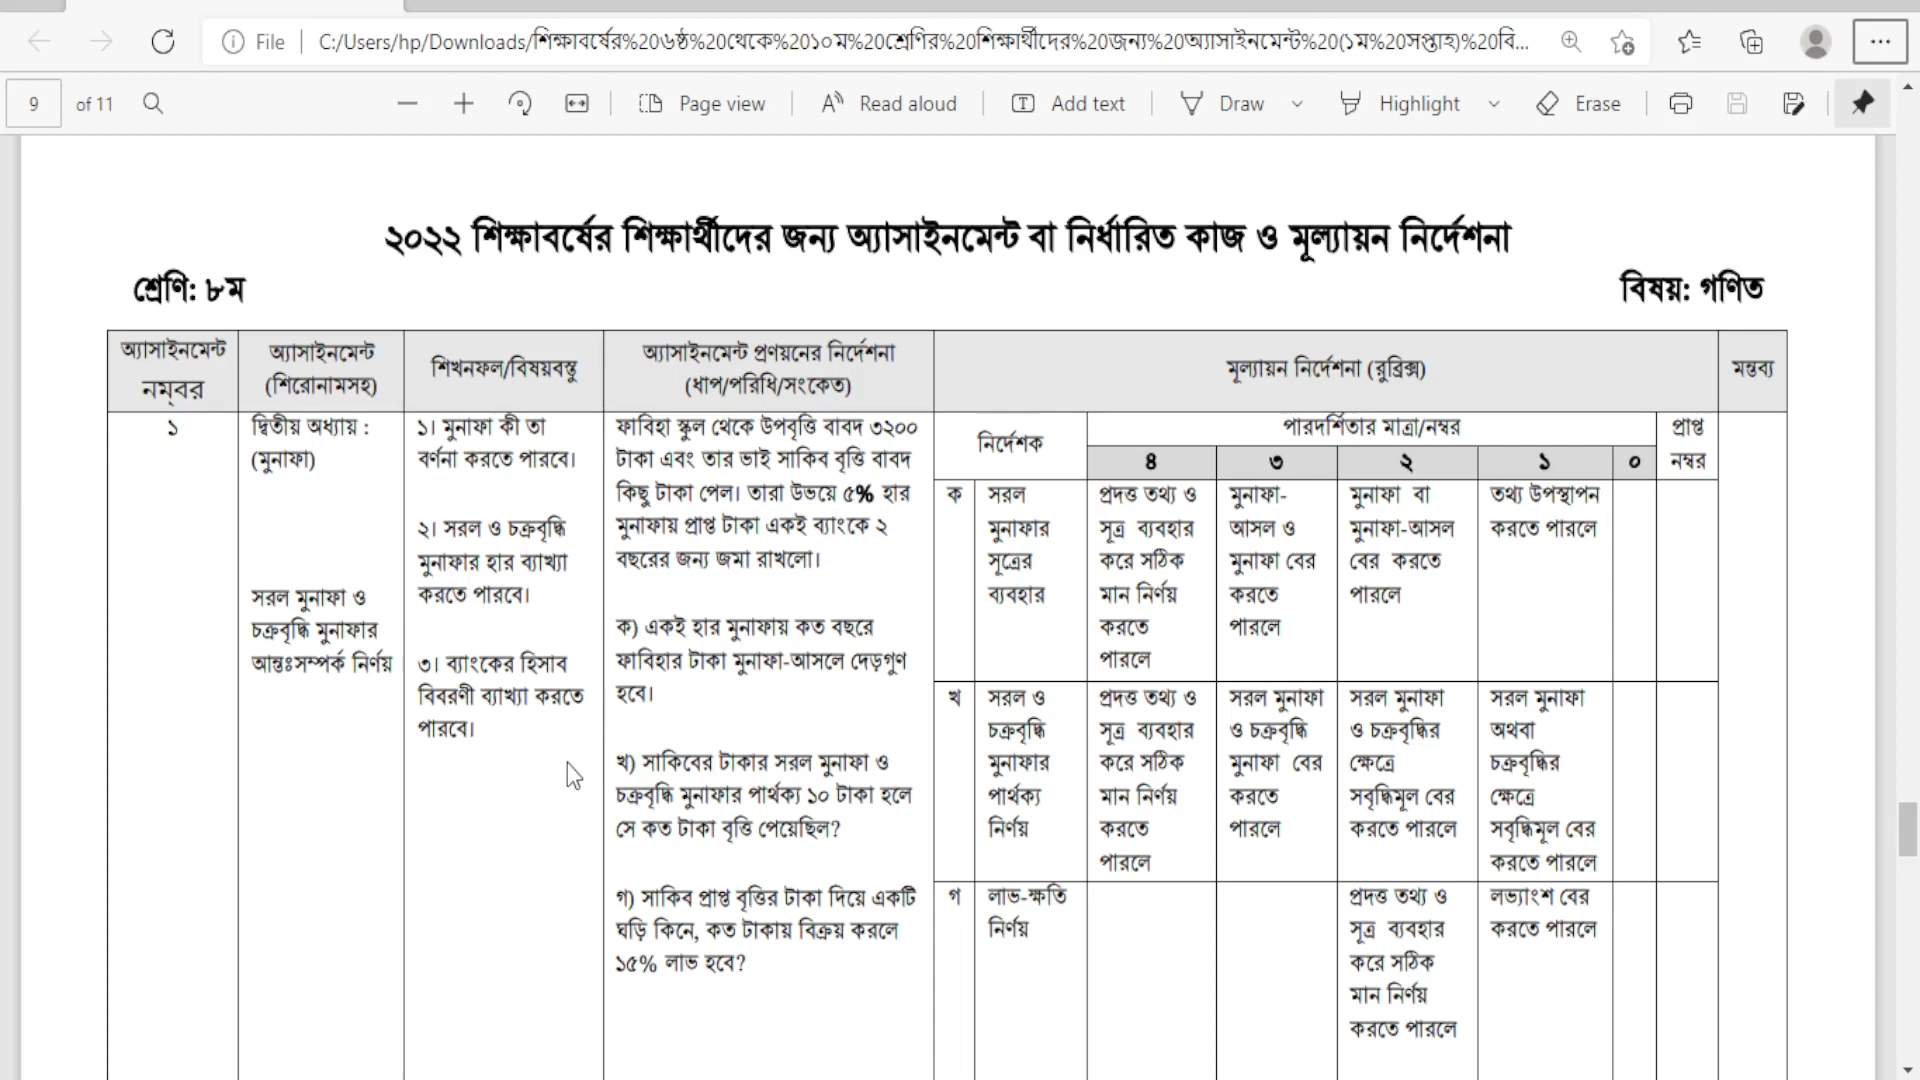 File
C:/Users/hp/Downloads/শিক্ষাবর্ষের%20৬ষ্ঠ%20থেকে%20১০ম%20শ্রেণির%20শিক্ষার্থীদের%20জন্য%20অ্যাসাইনমেন্ট%20(১ম%20সপ্তাহ)%20বি...
9 of 11
Page view
Read aloud
Add text
Draw
Highlight
Erase
২০২২ শিক্ষাবর্ষের শিক্ষার্থীদের জন্য অ্যাসাইনমেন্ট বা নির্ধারিত কাজ ও মূল্যায়ন নির্দেশনা
শ্রেণি: ৮ম
বিষয়: গণিত
অ্যাসাইনমেন্ট
নম্বর
অ্যাসাইনমেন্ট
(শিরোনামসহ)
শিখনফল/বিষয়বস্তু
অ্যাসাইনমেন্ট প্রণয়নের নির্দেশনা
(ধাপ/পরিধি/সংকেত)
মূল্যায়ন নির্দেশনা (রুব্রিক্স)
মন্তব্য
১
দ্বিতীয় অধ্যায় :
(মুনাফা)
সরল মুনাফা ও
চক্রবৃদ্ধি মুনাফার
আন্তঃসম্পর্ক নির্ণয়
১। মুনাফা কী তা
বর্ণনা করতে পারবে।
২। সরল ও চক্রবৃদ্ধি
মুনাফার হার ব্যাখ্যা
করতে পারবে।
৩। ব্যাংকের হিসাব
বিবরণী ব্যাখ্যা করতে
পারবে।
ফাবিহা স্কুল থেকে উপবৃত্তি বাবদ ৩২০০
টাকা এবং তার ভাই সাকিব বৃত্তি বাবদ
কিছু টাকা পেল। তারা উভয়ে ৫% হার
মুনাফায় প্রাপ্ত টাকা একই ব্যাংকে ২
বছরের জন্য জমা রাখলো।
ক) একই হার মুনাফায় কত বছরে
ফাবিহার টাকা মুনাফা-আসলে দেড়গুণ
হবে।
খ) সাকিবের টাকার সরল মুনাফা ও
চক্রবৃদ্ধি মুনাফার পার্থক্য ১০ টাকা হলে
সে কত টাকা বৃত্তি পেয়েছিল?
গ) সাকিব প্রাপ্ত বৃত্তির টাকা দিয়ে একটি
ঘড়ি কিনে, কত টাকায় বিক্রয় করলে
১৫% লাভ হবে?
নির্দেশক
পারদর্শিতার মাত্রা/নম্বর
প্রাপ্ত
নম্বর
৪
৩
২
১
০
ক
সরল
মুনাফার
সূত্রের
ব্যবহার
প্রদত্ত তথ্য ও
সূত্র ব্যবহার
করে সঠিক
মান নির্ণয়
করতে
পারলে
মুনাফা-
আসল ও
মুনাফা বের
করতে
পারলে
মুনাফা বা
মুনাফা-আসল
বের করতে
পারলে
তথ্য উপস্থাপন
করতে পারলে
খ
সরল ও
চক্রবৃদ্ধি
মুনাফার
পার্থক্য
নির্ণয়
প্রদত্ত তথ্য ও
সূত্র ব্যবহার
করে সঠিক
মান নির্ণয়
করতে
পারলে
সরল মুনাফা
ও চক্রবৃদ্ধি
মুনাফা বের
করতে
পারলে
সরল মুনাফা
ও চক্রবৃদ্ধির
ক্ষেত্রে
সবৃদ্ধিমূল বের
করতে পারলে
সরল মুনাফা
অথবা
চক্রবৃদ্ধির
ক্ষেত্রে
সবৃদ্ধিমূল বের
করতে পারলে
গ
লাভ-ক্ষতি
নির্ণয়
প্রদত্ত তথ্য ও
সূত্র ব্যবহার
করে সঠিক
মান নির্ণয়
করতে পারলে
লভ্যাংশ বের
করতে পারলে